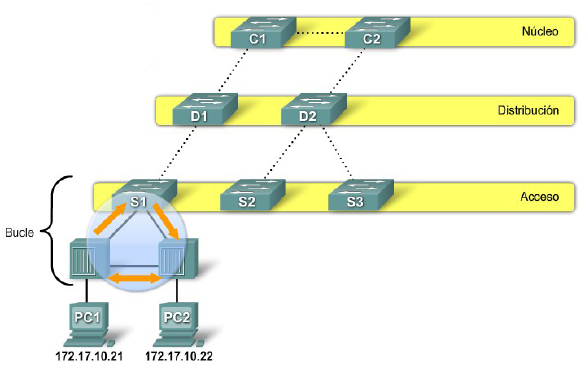 C1
C2
Núcleo
D1
D2
Distribución
S1
S2
S3
Acceso
Bucle
PC1
PC2
172.17.10.21
172.17.10.22